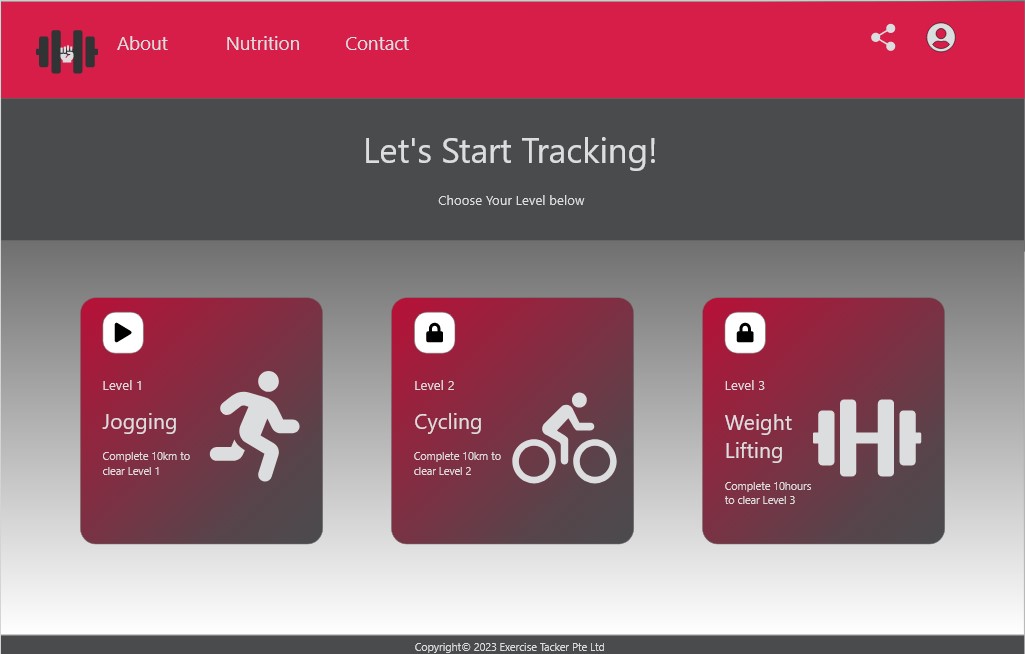 About
Nutrition
Contact
Let's Start Tracking!
Choose Your Level below
Level 1
Jogging
Complete 10km to
clear Level 1
Level 2
Cycling
Complete 10km to
clear Level 2
Level 3
Weight
Lifting
Complete 10hours
to clear Level 3
Copyright© 2023 Exercise Tacker Pte Ltd